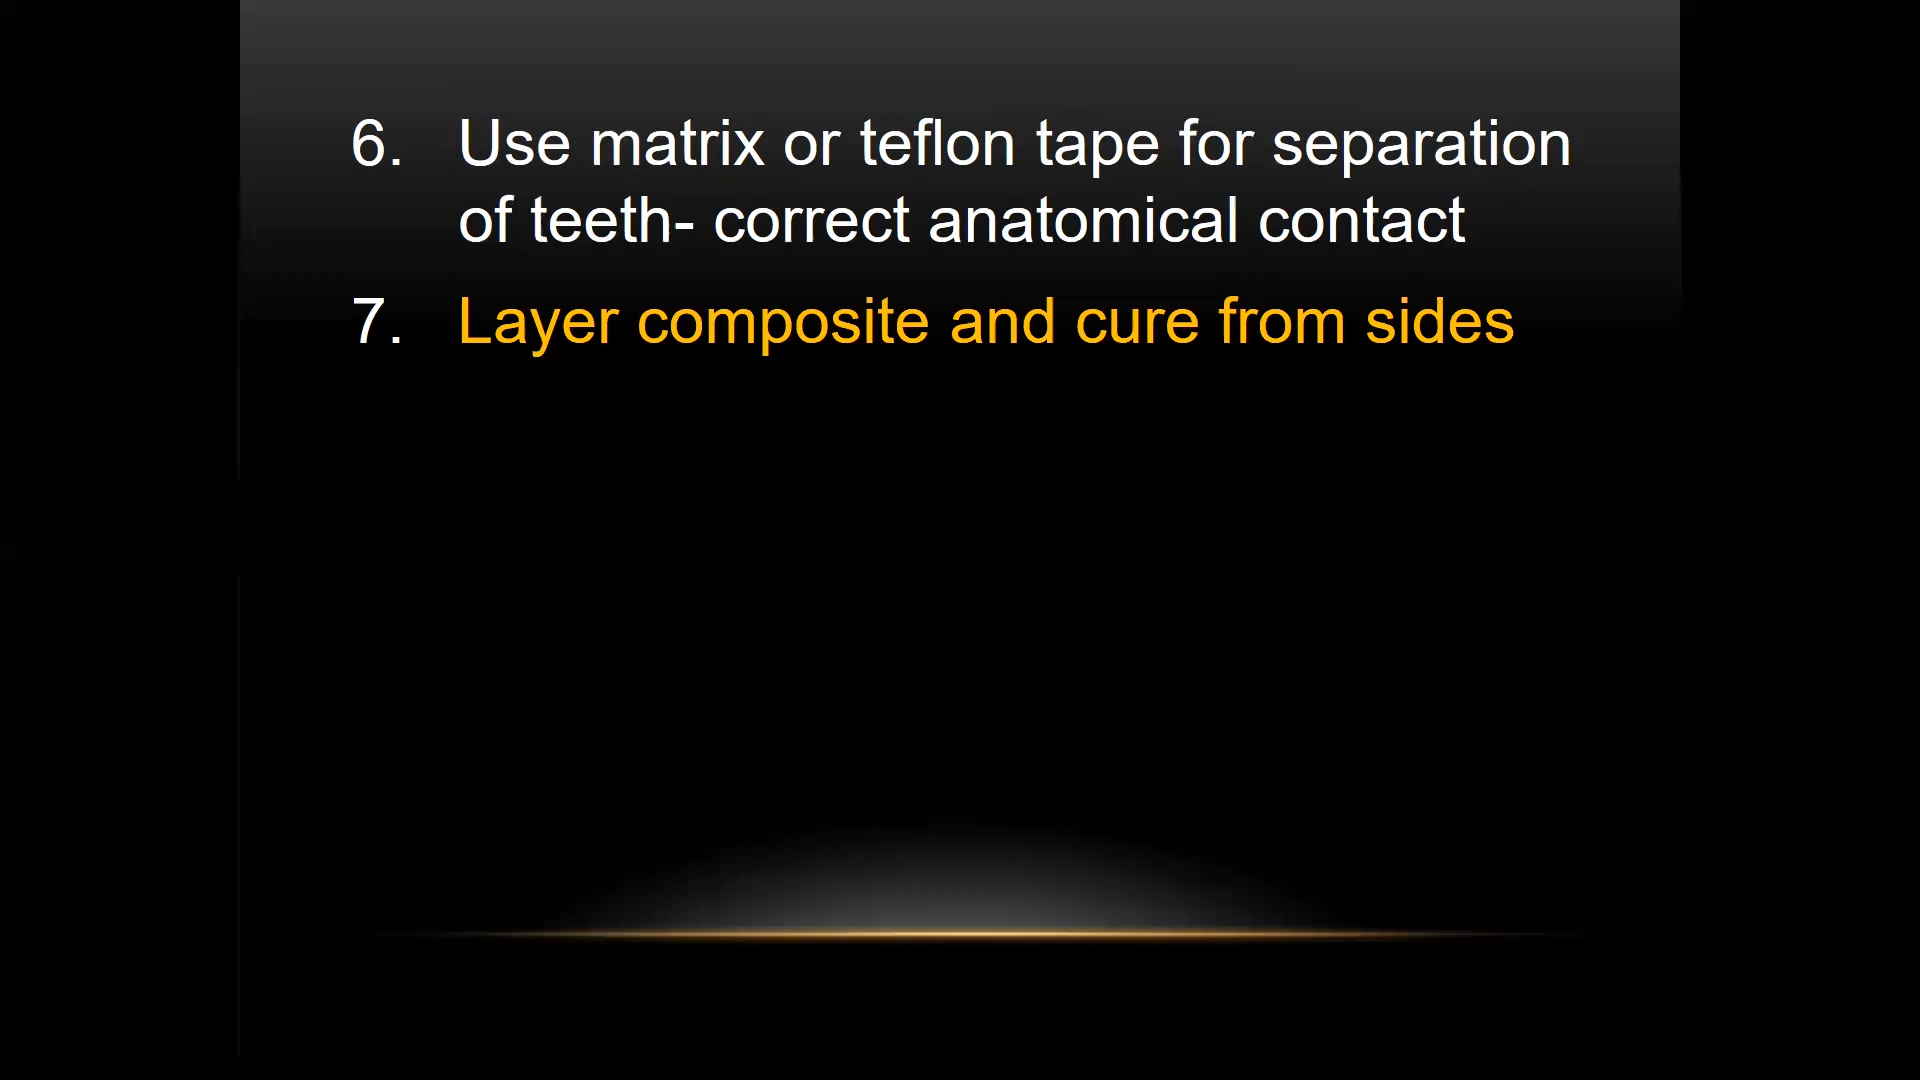 6. Use matrix or teflon tape for separation
of teeth- correct anatomical contact
7. Layer composite and cure from sides